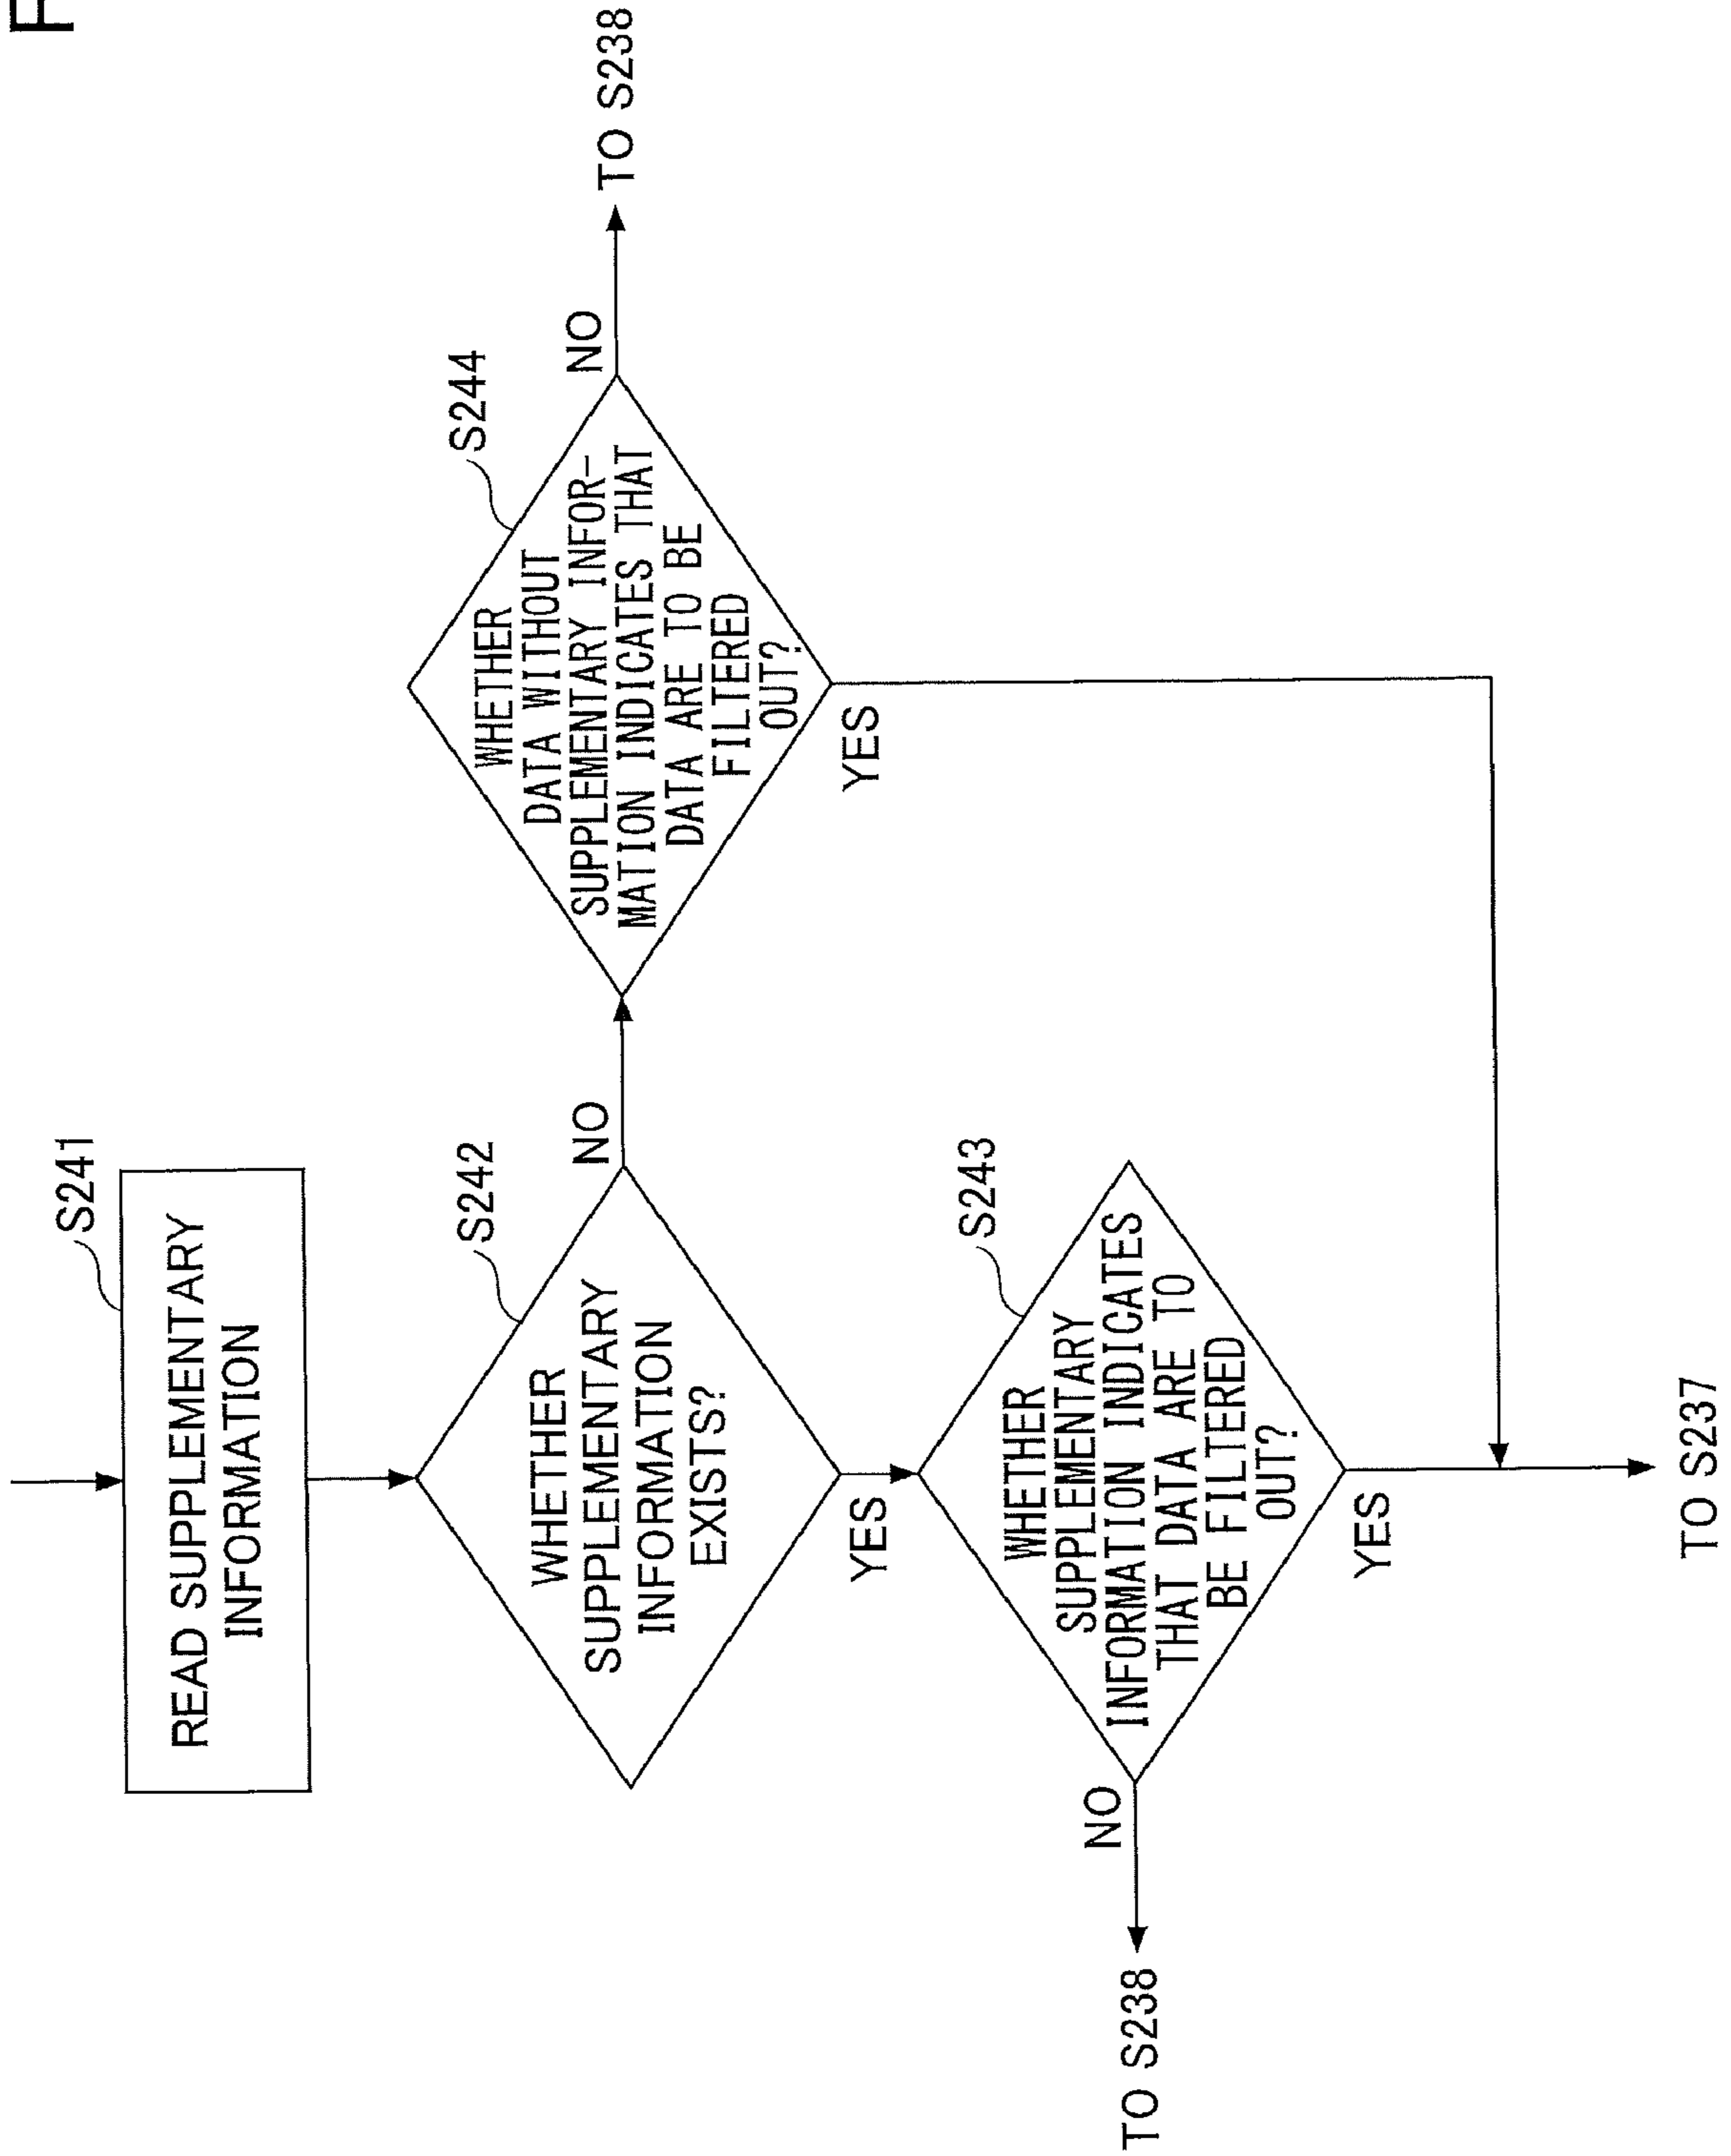 F
S241
READ SUPPLEMENTARY
INFORMATION
S242
WHETHER
SUPPLEMENTARY
INFORMATION
EXISTS?
NO
YES
S244
WHETHER
DATA WITHOUT
SUPPLEMENTARY INFOR-
MATION INDICATES THAT
DATA ARE TO BE
FILTERED
OUT?
NO
TO S238
YES
S243
WHETHER
SUPPLEMENTARY
INFORMATION INDICATES
THAT DATA ARE TO
BE FILTERED
OUT?
NO
TO S238
YES
TO S237